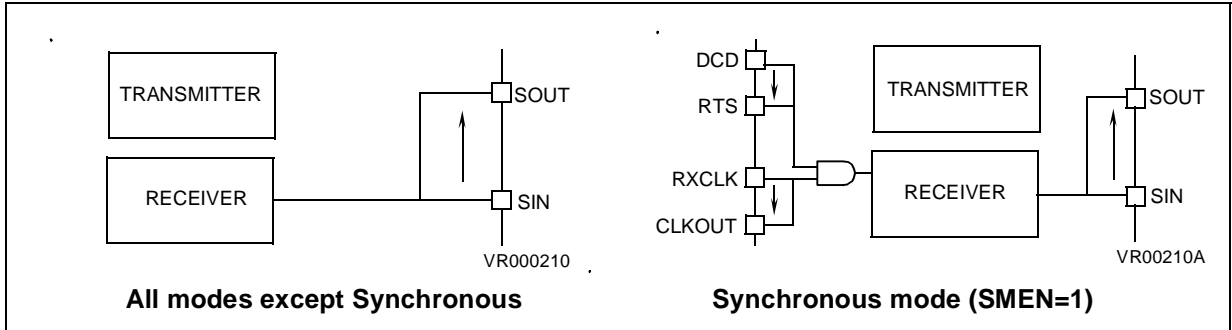 TRANSMITTER
SOUT
RECEIVER
SIN
VR000210
All modes except Synchronous
DCD
RTS
RXCLK
CLKOUT
TRANSMITTER
SOUT
RECEIVER
SIN
VR00210A
Synchronous mode (SMEN=1)